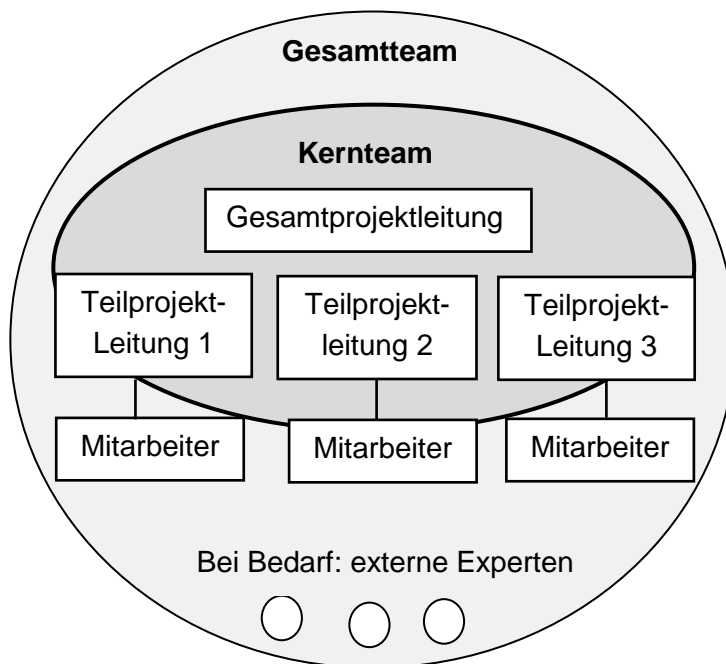 Gesamtteam
Kernteam
Gesamtprojektleitung
Teilprojekt-
Leitung 1
Teilprojekt-
leitung 2
Teilprojekt-
Leitung 3
Mitarbeiter
Mitarbeiter
Mitarbeiter
Bei Bedarf: externe Experten